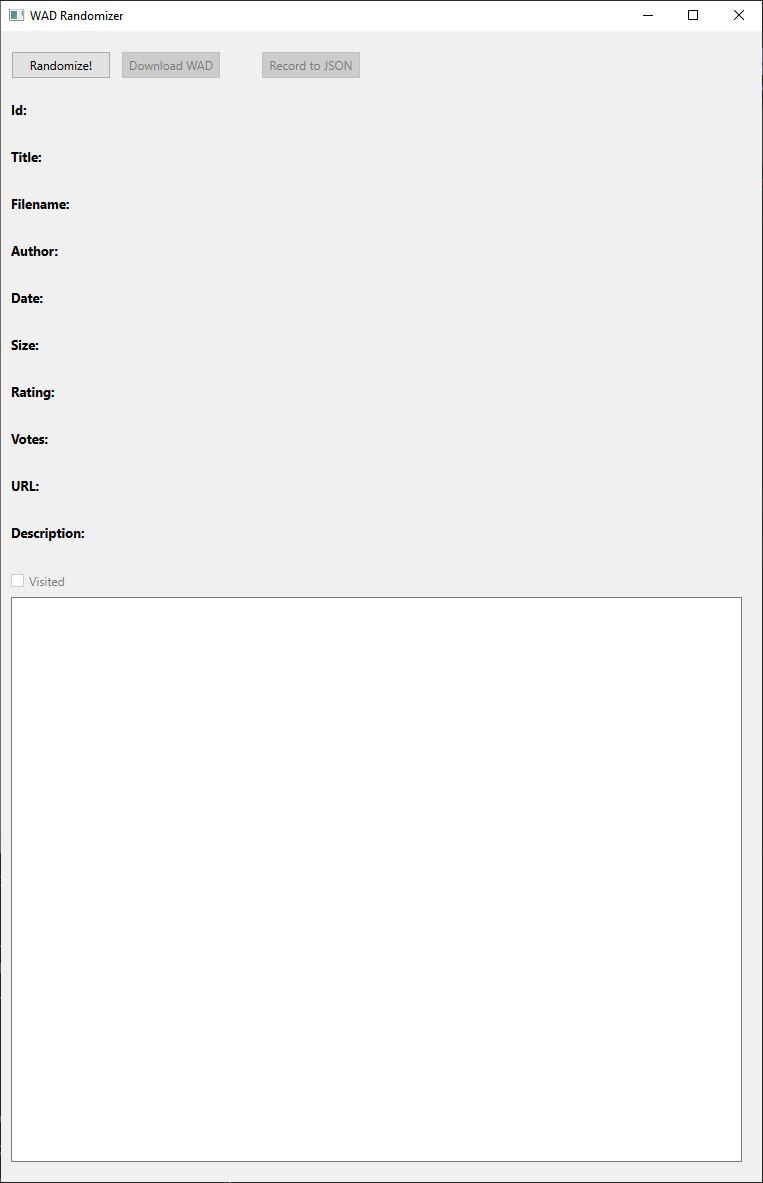 WAD Randomizer
Randomize! Download WAD Record to JSON
Id:
Title:
Filename:
Author:
Date:
Size:
Rating:
Votes:
URL:
Description:
Visited